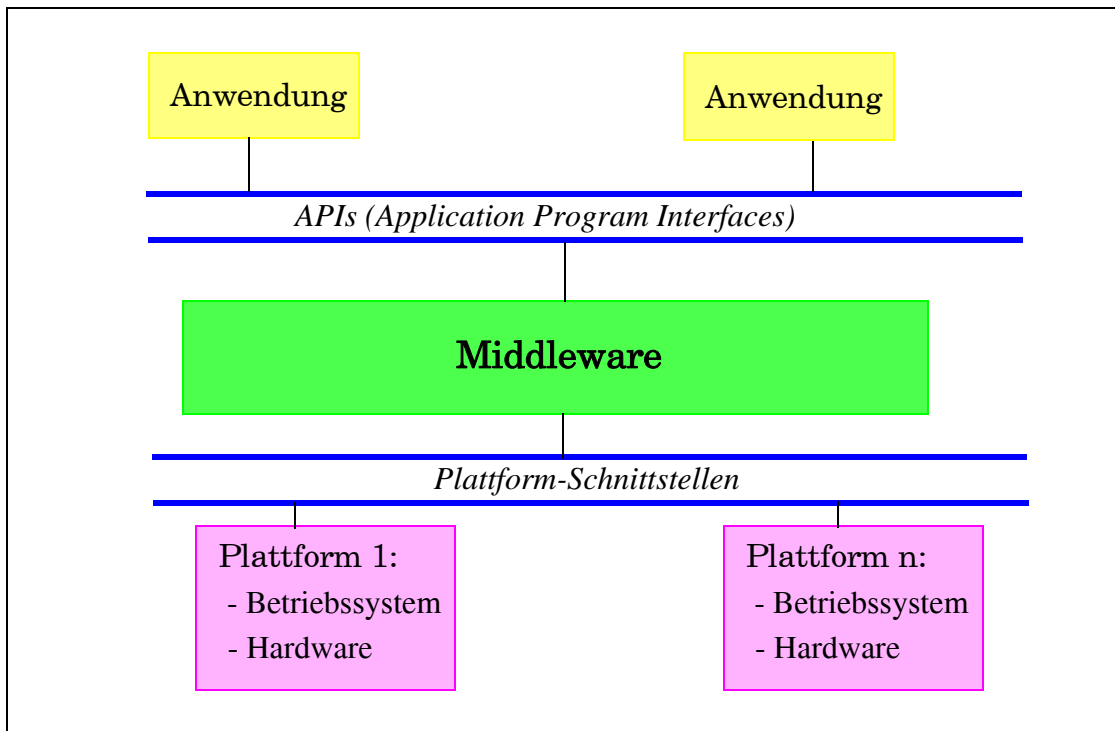 Anwendung
Anwendung
APIs (Application Program Interfaces)
Middleware
Plattform-Schnittstellen
Plattform 1:
- Betriebssystem
- Hardware
Plattform n:
- Betriebssystem
- Hardware